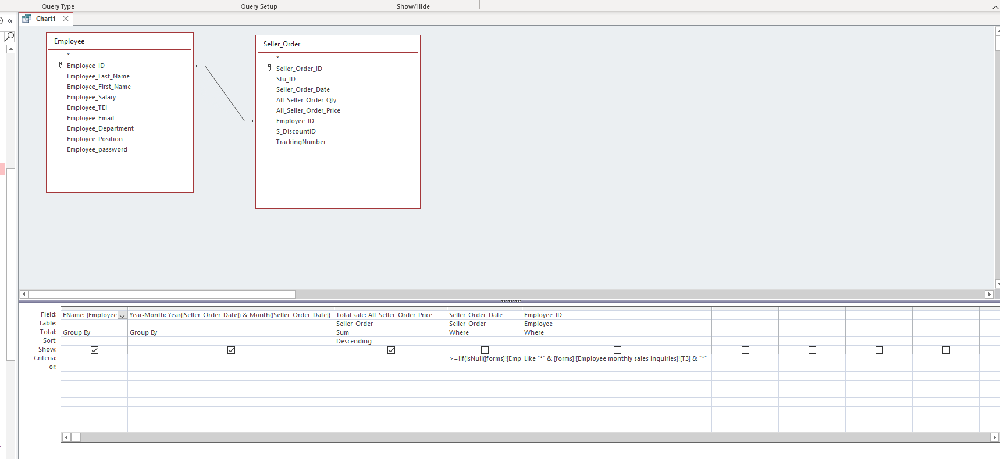 Query Type Query Setup Show/Hide
Chart1
Employee
*
Employee_ID
Employee_Last_Name
Employee_First_Name
Employee_Salary
Employee_TEl
Employee_Email
Employee_Department
Employee_Position
Employee_password
Seller_Order
*
Seller_Order_ID
Stu_ID
Seller_Order_Date
All_Seller_Order_Qty
All_Seller_Order_Price
Employee_ID
S_DiscountID
TrackingNumber
Field: EName: [Employee Year-Month: Year([Seller_Order_Date]) & Month([Seller_Order_Date]) Total sale: All_Seller_Order_Price Seller_Order_Date Employee_ID
Table: Seller_Order Seller_Order Employee
Total: Group By Group By Sum Where Where
Sort: Descending
Show:
Criteria: >=IIf(IsNull([forms]![Emp Like "*" & [forms]![Employee monthly sales inquiries]![T3] & "*"
or: